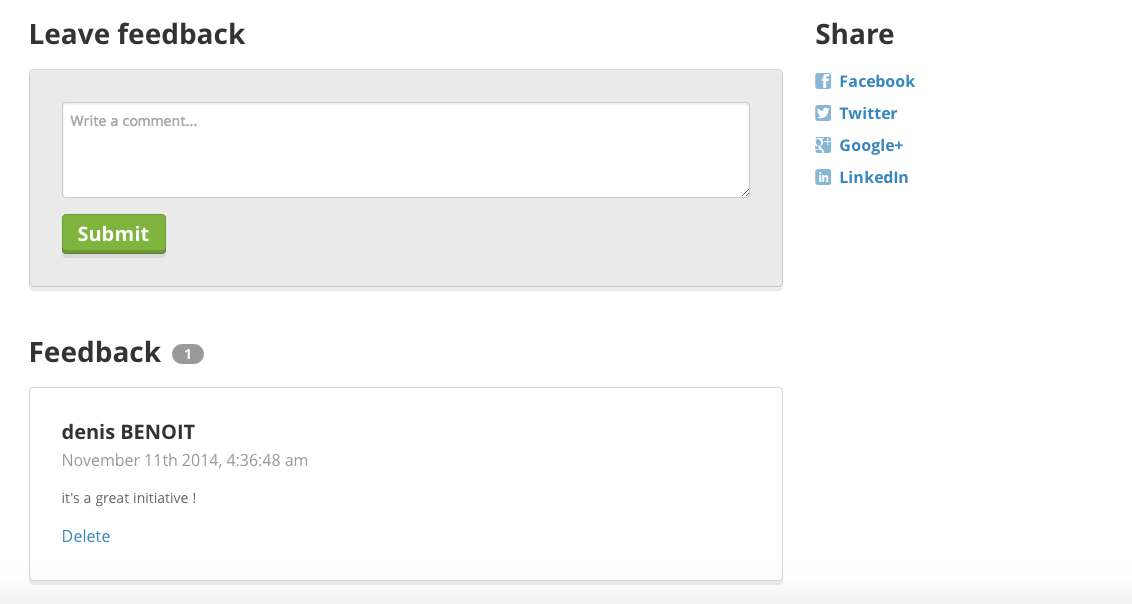 Leave feedback
Write a comment...
Submit
Feedback 1
denis BENOIT
November 11th 2014, 4:36:48 am
it's a great initiative !
Delete
Share
Facebook
Twitter
Google+
LinkedIn